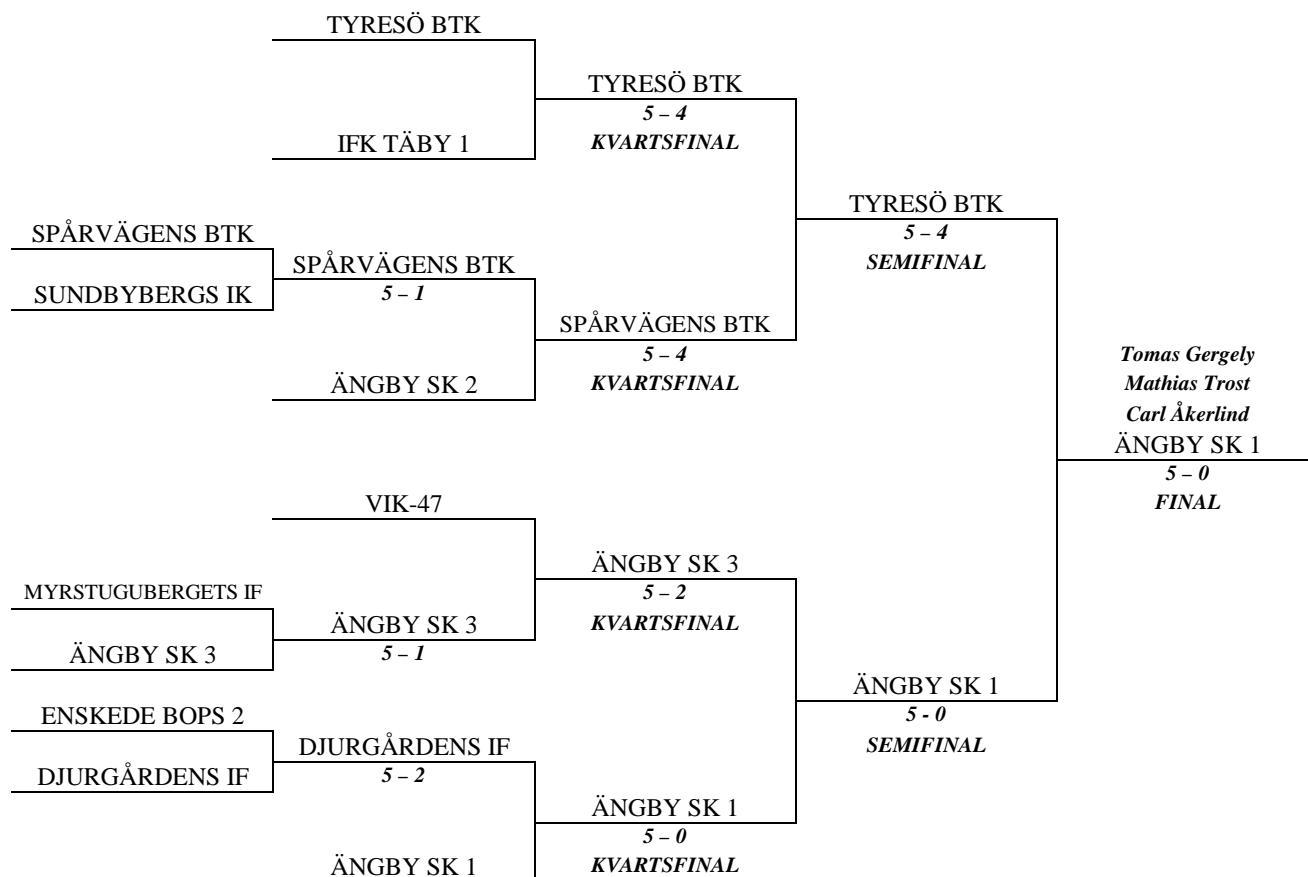 TYRESÖ BTK
TYRESÖ BTK
5 – 4
KVARTSFINAL
IFK TÄBY 1
TYRESÖ BTK
5 – 4
SEMIFINAL
SPÅRVÄGENS BTK
SPÅRVÄGENS BTK
5 – 1
SUNDBYBERGS IK
SPÅRVÄGENS BTK
5 – 4
KVARTSFINAL
ÄNGBY SK 2
Tomas Gergely
Mathias Trost
Carl Åkerlind
ÄNGBY SK 1
5 – 0
FINAL
VIK-47
ÄNGBY SK 3
5 – 2
KVARTSFINAL
MYRSTUGUBERGETS IF
ÄNGBY SK 3
5 – 1
ÄNGBY SK 3
ÄNGBY SK 1
5 - 0
SEMIFINAL
ENSKEDE BOPS 2
DJURGÅRDENS IF
5 – 2
DJURGÅRDENS IF
ÄNGBY SK 1
5 – 0
KVARTSFINAL
ÄNGBY SK 1